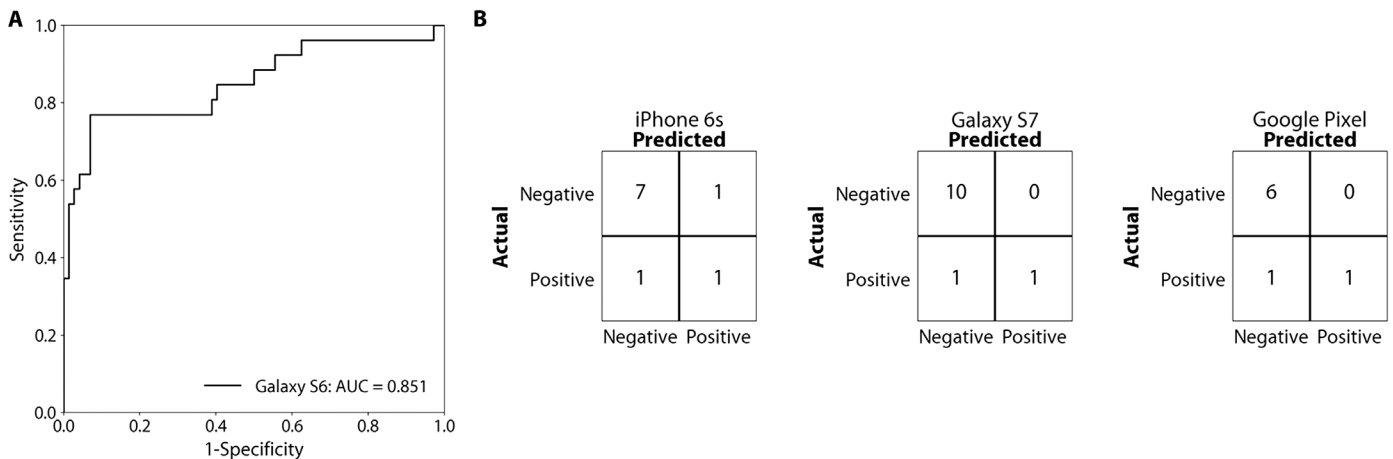 A
1.0
0.8
0.6
0.4
0.2
0.0
Sensitivity
Galaxy S6: AUC = 0.851
0.0 0.2 0.4 0.6 0.8 1.0
1-Specificity
B
iPhone 6s
Predicted
Actual
Negative 7 1
Positive 1 1
Negative Positive
Galaxy S7
Predicted
Actual
Negative 10 0
Positive 1 1
Negative Positive
Google Pixel
Predicted
Actual
Negative 6 0
Positive 1 1
Negative Positive